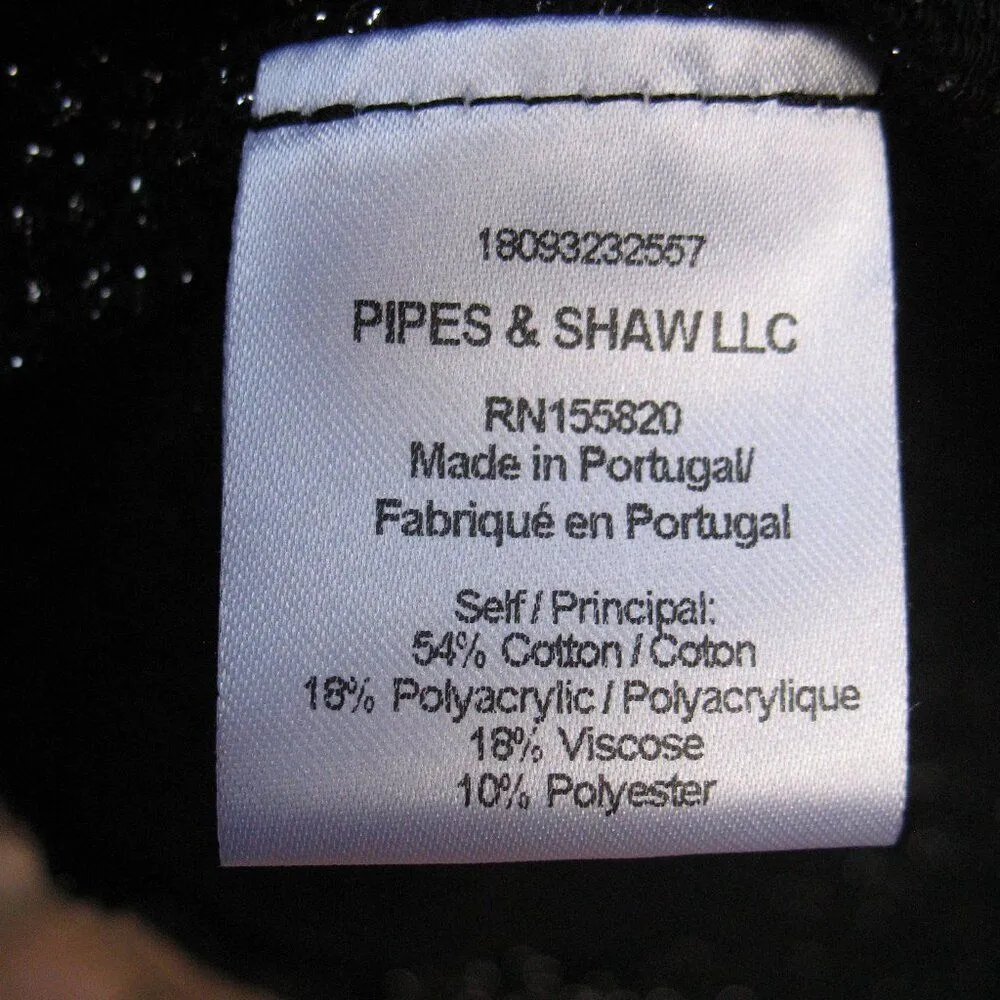 18093232557
PIPES & SHAW LLC
RN155820
Made in Portugal/
Fabriqué en Portugal
Self / Principal:
54% Cotton / Coton
18% Polyacrylic / Polyacrylique
18% Viscose
10% Polyester